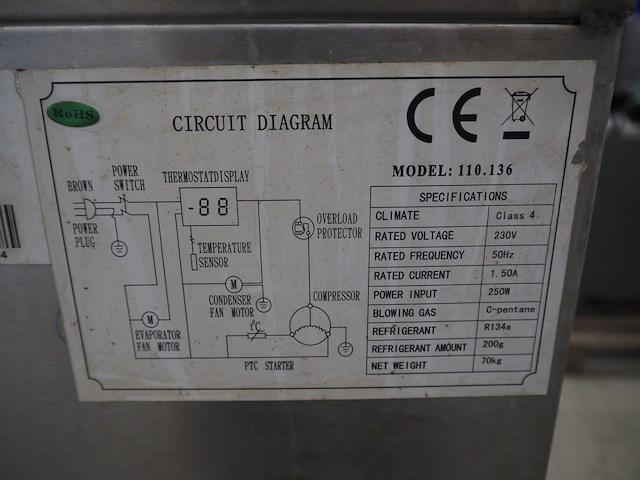 RoHS
CIRCUIT DIAGRAM
CE
MODEL: 110.136
POWER
SWITCH
THERMOSTATDISPLAY
BROWN
-88
POWER
PLUG
OVERLOAD
PROTECTOR
TEMPERATURE
SENSOR
M
CONDENSER
FAN MOTOR
COMPRESSOR
M
EVAPORATOR
FAN MOTOR
℃
PTC STARTER
SPECIFICATIONS
CLIMATE Class 4
RATED VOLTAGE 230V
RATED FREQUENCY 50Hz
RATED CURRENT 1.50A
POWER INPUT 250W
BLOWING GAS C-pentane
REFRIGERANT R134a
REFRIGERANT AMOUNT 200g
NET WEIGHT 70kg
4